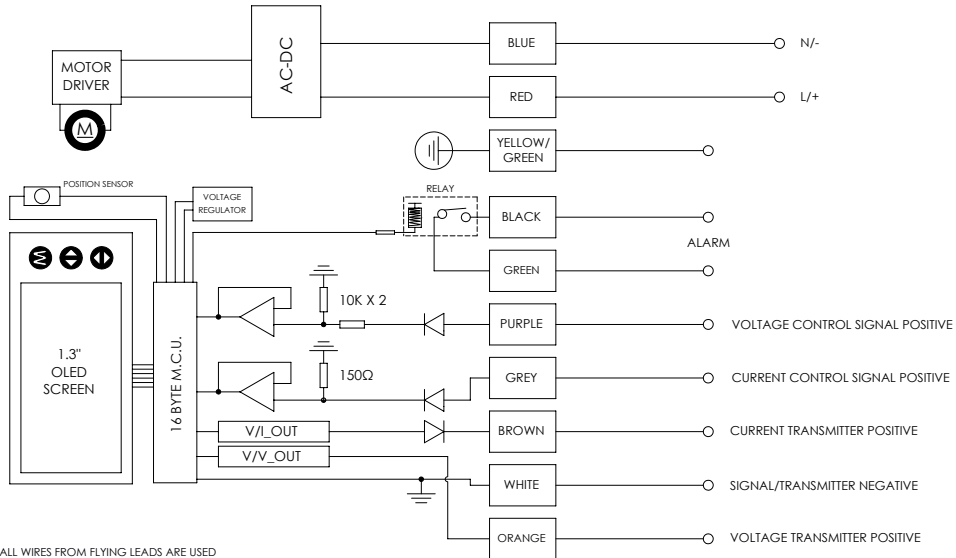 BLUE
N/-
MOTOR
DRIVER
AC-DC
RED
L/+
M
YELLOW/
GREEN
POSITION SENSOR
VOLTAGE
REGULATOR
RELAY
BLACK
ALARM
GREEN
10K X 2
PURPLE
VOLTAGE CONTROL SIGNAL POSITIVE
1.3"
OLED
SCREEN
16 BYTE M.C.U.
150Ω
GREY
CURRENT CONTROL SIGNAL POSITIVE
V/I_OUT
BROWN
CURRENT TRANSMITTER POSITIVE
V/V_OUT
WHITE
SIGNAL/TRANSMITTER NEGATIVE
ORANGE
VOLTAGE TRANSMITTER POSITIVE
ALL WIRES FROM FLYING LEADS ARE USED